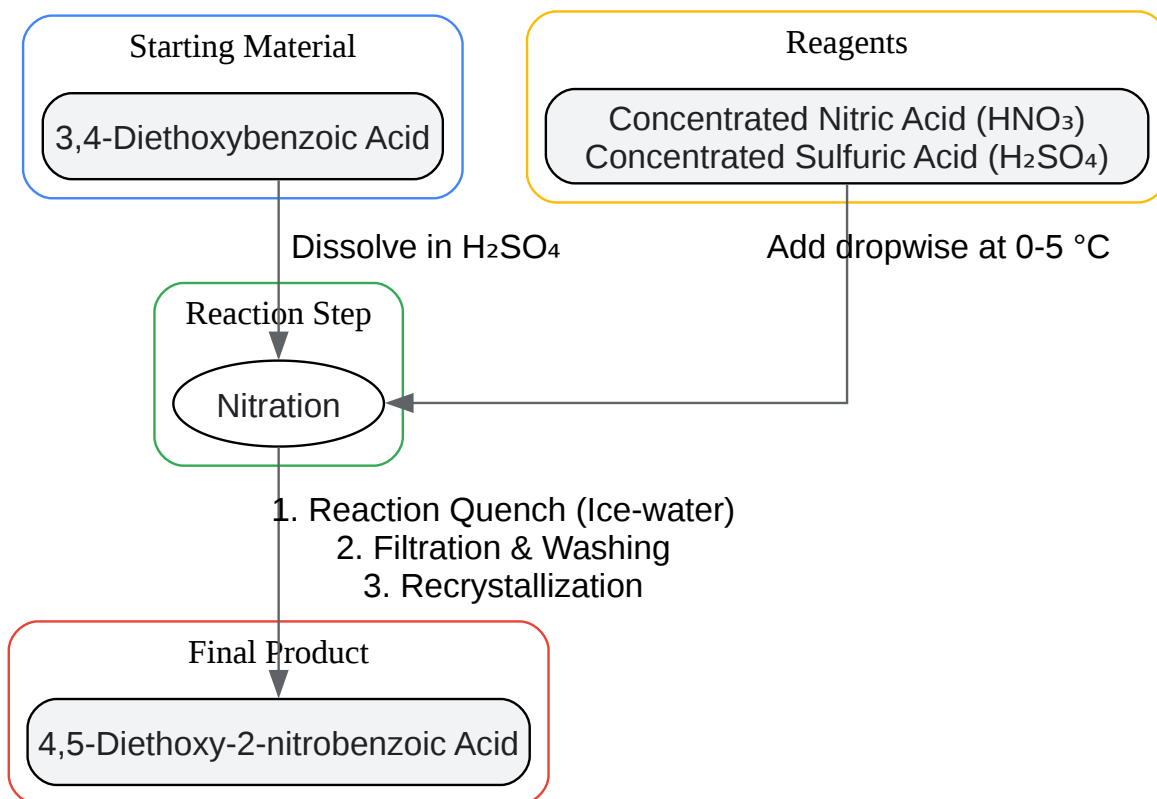 Starting Material
3,4-Diethoxybenzoic Acid
Reagents
Concentrated Nitric Acid (HNO₃)
Concentrated Sulfuric Acid (H₂SO₄)
Dissolve in H₂SO₄
Add dropwise at 0-5 °C
Reaction Step
Nitration
1. Reaction Quench (Ice-water)
2. Filtration & Washing
3. Recrystallization
Final Product
4,5-Diethoxy-2-nitrobenzoic Acid